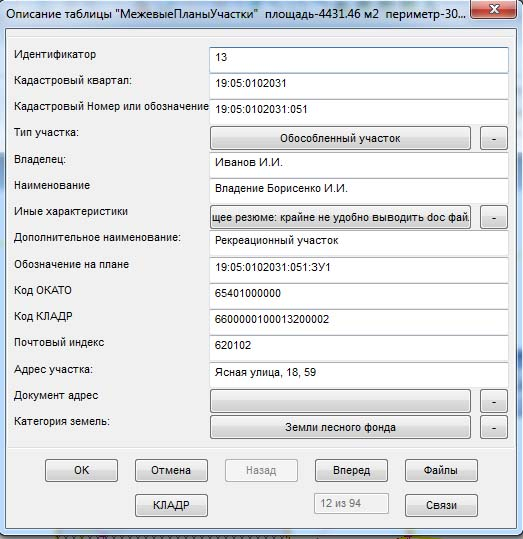 Описание таблицы "МежевыеПланыУчастки" площадь-4431.46 м2 периметр-30...
Идентификатор 13
Кадастровый квартал: 19:05:0102031
Кадастровый Номер или обозначение 19:05:0102031:051
Тип участка: Обособленный участок -
Владелец: Иванов И.И.
Наименование Владение Борисенко И.И.
Иные характеристики щее резюме: крайне не удобно выводить doc фай. -
Дополнительное наименование: Рекреационный участок
Обозначение на плане 19:05:0102031:051:ЗУ1
Код ОКАТО 65401000000
Код КЛАДР 6600000100013200002
Почтовый индекс 620102
Адрес участка: Ясная улица, 18, 59
Документ адрес -
Категория земель: Земли лесного фонда -
ОК Отмена Назад Вперед Файлы
КЛАДР 12 из 94 Связи